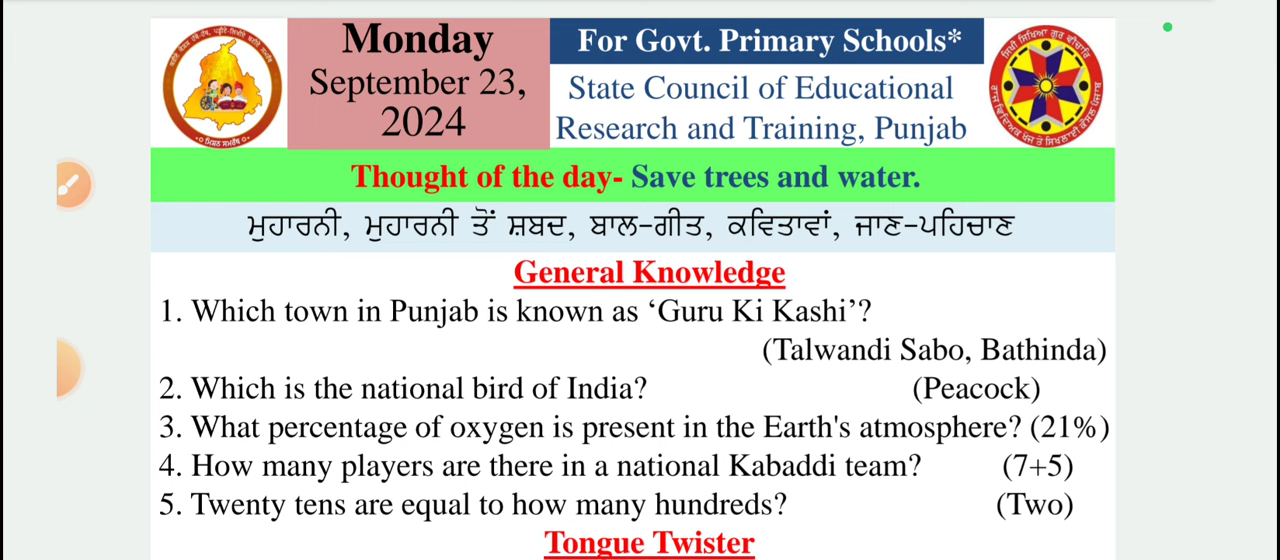 Monday
September 23,
2024
For Govt. Primary Schools*
State Council of Educational
Research and Training, Punjab
Thought of the day- Save trees and water.
ਮੁਹਾਰਨੀ, ਮੁਹਾਰਨੀ ਤੋਂ ਸ਼ਬਦ, ਬਾਲ-ਗੀਤ, ਕਵਿਤਾਵਾਂ, ਜਾਣ-ਪਹਿਚਾਣ
General Knowledge
1. Which town in Punjab is known as ‘Guru Ki Kashi’?
(Talwandi Sabo, Bathinda)
2. Which is the national bird of India? (Peacock)
3. What percentage of oxygen is present in the Earth's atmosphere? (21%)
4. How many players are there in a national Kabaddi team? (7+5)
5. Twenty tens are equal to how many hundreds? (Two)
Tongue Twister